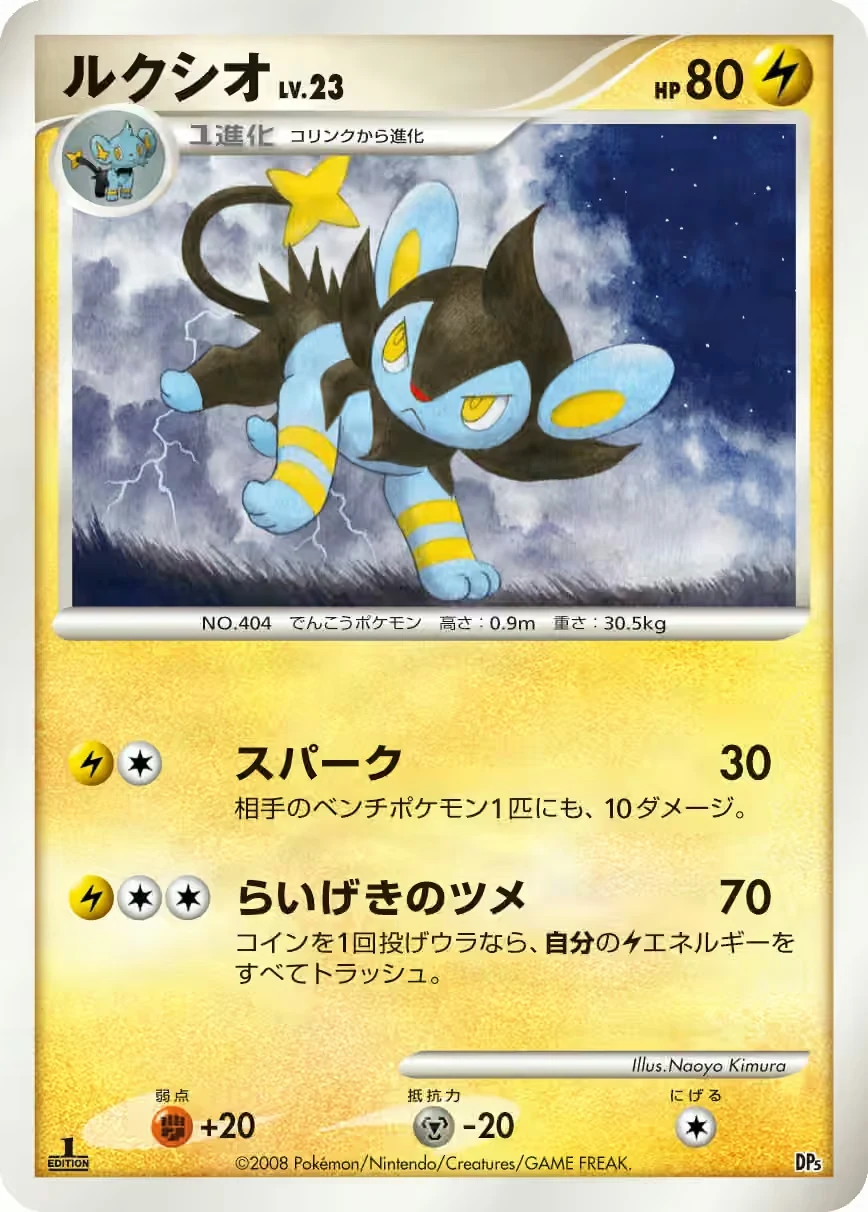 ルクシオ LV.23 HP 80
1進化 コリンクから進化
NO.404 でんこうポケモン 高さ：0.9m 重さ：30.5kg
スパーク 30
相手のベンチポケモン1匹にも、10ダメージ。
らいげきのツメ 70
コインを1回投げウラなら、自分のエネルギーを
すべてトラッシュ。
Illus.Naoyo Kimura
弱点 抵抗力 にげる
+20 -20
1 EDITION
©2008 Pokémon/Nintendo/Creatures/GAME FREAK.
DP5